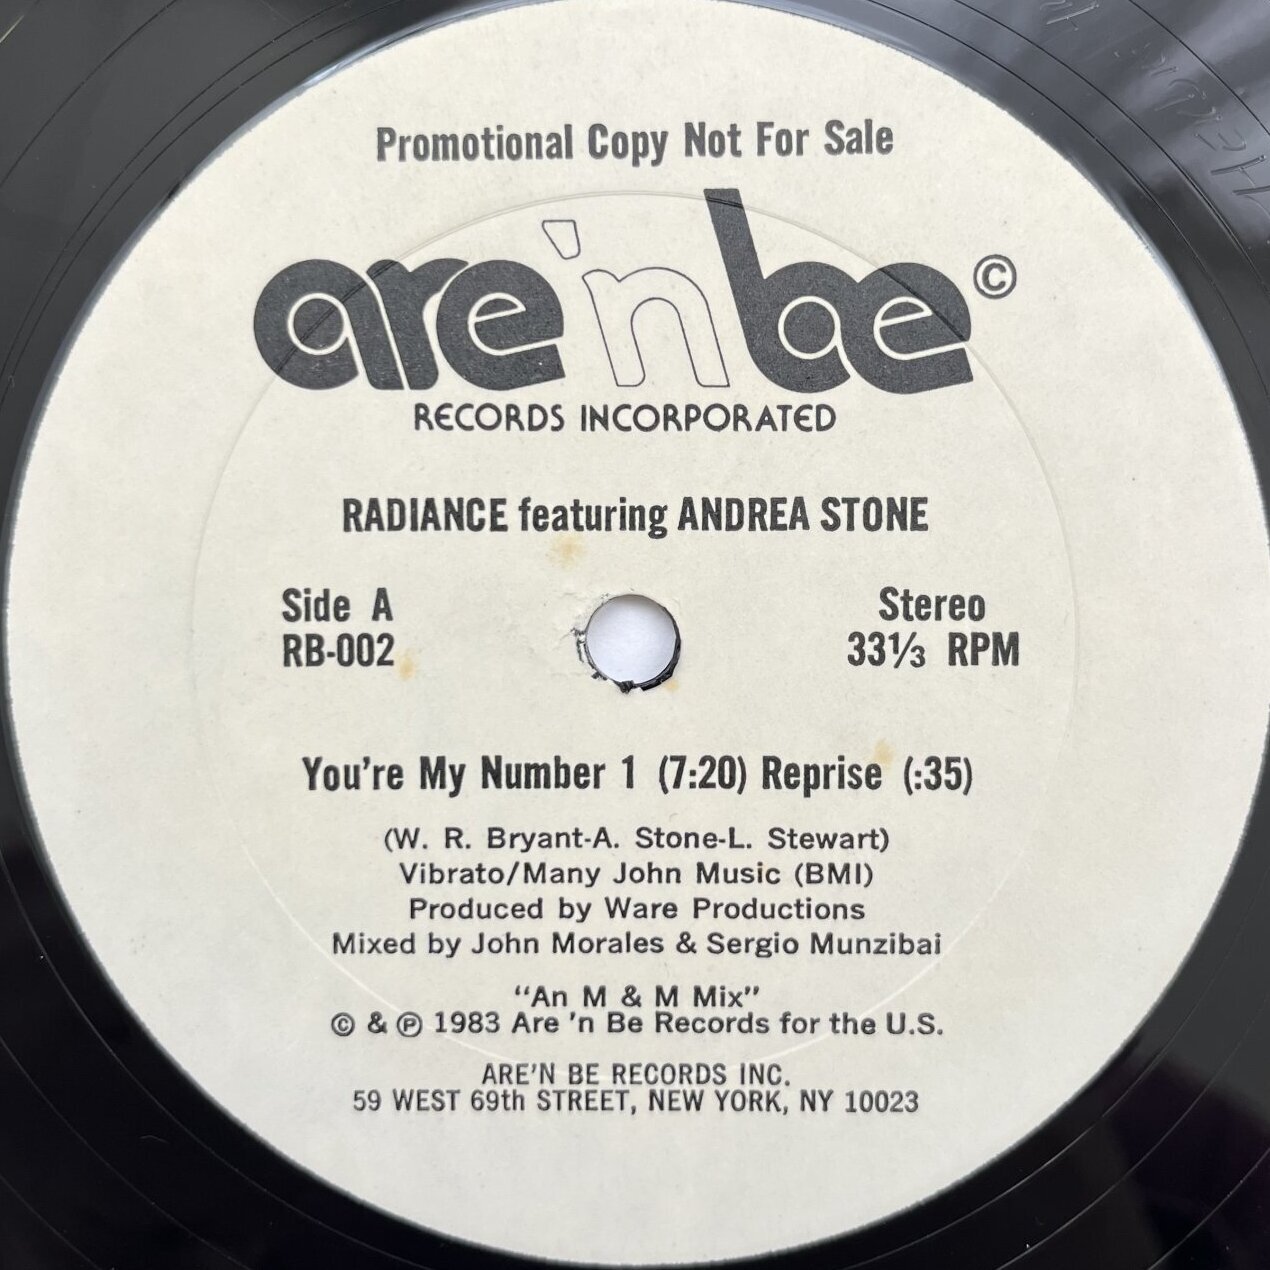 Promotional Copy Not For Sale
are 'n be ©
RECORDS INCORPORATED
RADIANCE featuring ANDREA STONE
Side A
RB-002
Stereo
33⅓ RPM
You're My Number 1 (7:20) Reprise (:35)
(W. R. Bryant-A. Stone-L. Stewart)
Vibrato/Many John Music (BMI)
Produced by Ware Productions
Mixed by John Morales & Sergio Munzibai
"An M & M Mix"
© & ℗ 1983 Are 'n Be Records for the U.S.
ARE'N BE RECORDS INC.
59 WEST 69th STREET, NEW YORK, NY 10023